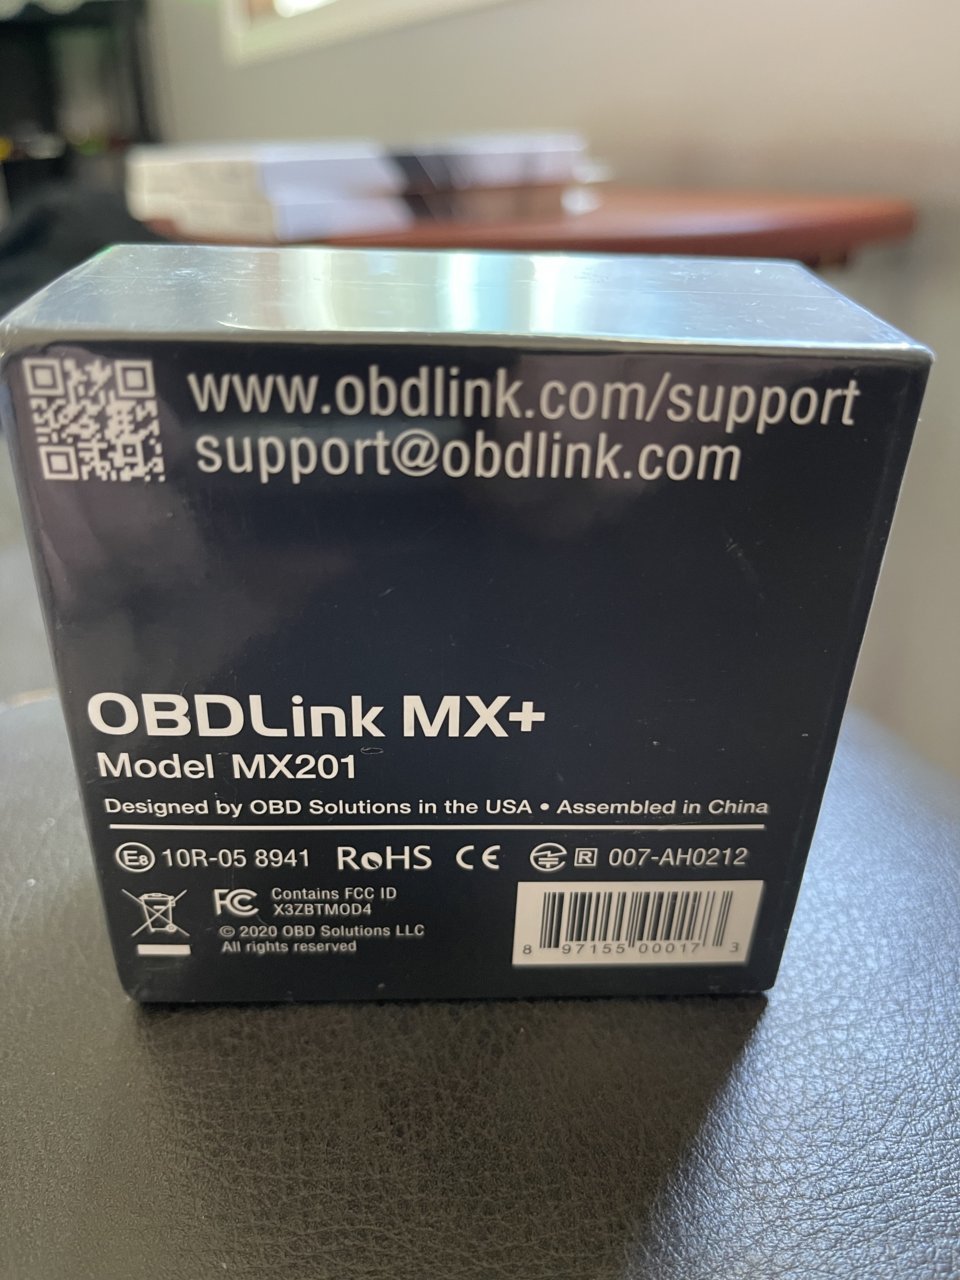 www.obdlink.com/support
support@obdlink.com
OBDLink MX+
Model MX201
Designed by OBD Solutions in the USA • Assembled in China
E8 10R-05 8941 RoHS CE R 007-AH0212
FC Contains FCC ID
X3ZBTMOD4
© 2020 OBD Solutions LLC
All rights reserved
8 97155 00017 3